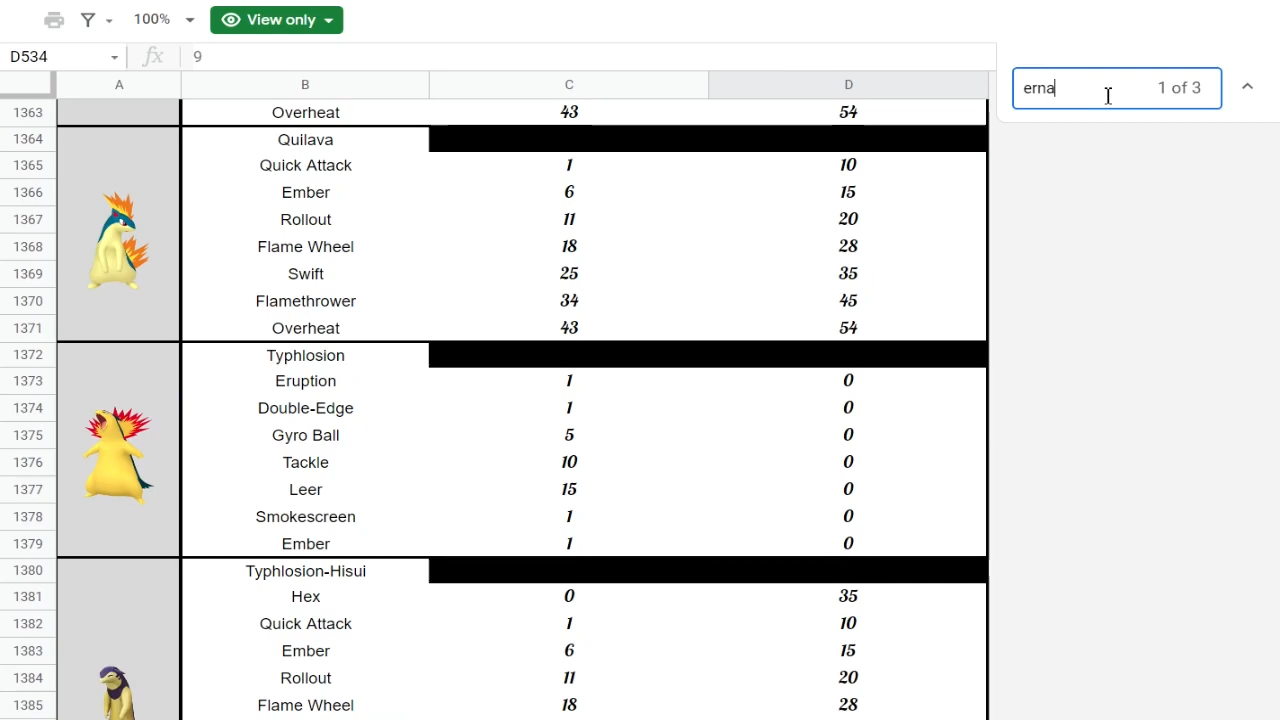 100% View only
D534 fx 9
erna 1 of 3
A B C D
1363 Overheat 43 54
1364 Quilava
1365 Quick Attack 1 10
1366 Ember 6 15
1367 Rollout 11 20
1368 Flame Wheel 18 28
1369 Swift 25 35
1370 Flamethrower 34 45
1371 Overheat 43 54
1372 Typhlosion
1373 Eruption 1 0
1374 Double-Edge 1 0
1375 Gyro Ball 5 0
1376 Tackle 10 0
1377 Leer 15 0
1378 Smokescreen 1 0
1379 Ember 1 0
1380 Typhlosion-Hisui
1381 Hex 0 35
1382 Quick Attack 1 10
1383 Ember 6 15
1384 Rollout 11 20
1385 Flame Wheel 18 28